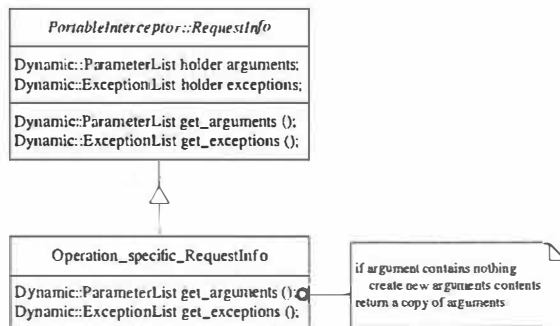 PortableInterceptor::RequestInfo
Dynamic::ParameterList holder arguments;
Dynamic::ExceptionList holder exceptions;
Dynamic::ParameterList get_arguments ();
Dynamic::ExceptionList get_exceptions ();
Operation_specific_RequestInfo
Dynamic::ParameterList get_arguments ();
Dynamic::ExceptionList get_exceptions ();
if argument contains nothing
create new arguments contents
return a copy of arguments